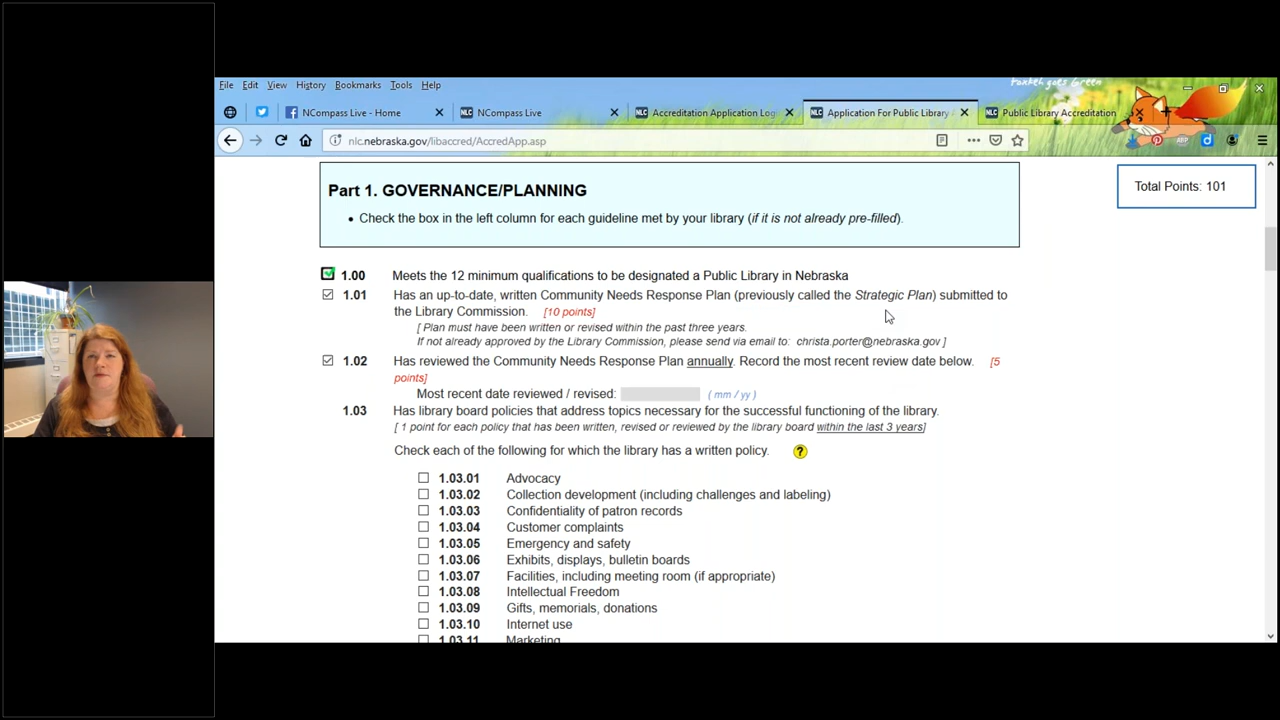 File Edit View History Bookmarks Tools Help
NCompass Live - Home
NCompass Live
Accreditation Application Log
Application For Public Library
Public Library Accreditation
nlc.nebraska.gov/libaccred/AccredApp.asp
Part 1. GOVERNANCE/PLANNING
Total Points: 101
• Check the box in the left column for each guideline met by your library (if it is not already pre-filled).
1.00 Meets the 12 minimum qualifications to be designated a Public Library in Nebraska
1.01 Has an up-to-date, written Community Needs Response Plan (previously called the Strategic Plan) submitted to
the Library Commission. [10 points]
[ Plan must have been written or revised within the past three years.
If not already approved by the Library Commission, please send via email to: christa.porter@nebraska.gov ]
1.02 Has reviewed the Community Needs Response Plan annually. Record the most recent review date below. [5
points]
Most recent date reviewed / revised: ( mm / yy )
1.03 Has library board policies that address topics necessary for the successful functioning of the library.
[ 1 point for each policy that has been written, revised or reviewed by the library board within the last 3 years]
Check each of the following for which the library has a written policy. ?
1.03.01 Advocacy
1.03.02 Collection development (including challenges and labeling)
1.03.03 Confidentiality of patron records
1.03.04 Customer complaints
1.03.05 Emergency and safety
1.03.06 Exhibits, displays, bulletin boards
1.03.07 Facilities, including meeting room (if appropriate)
1.03.08 Intellectual Freedom
1.03.09 Gifts, memorials, donations
1.03.10 Internet use
1.03.11 Marketing